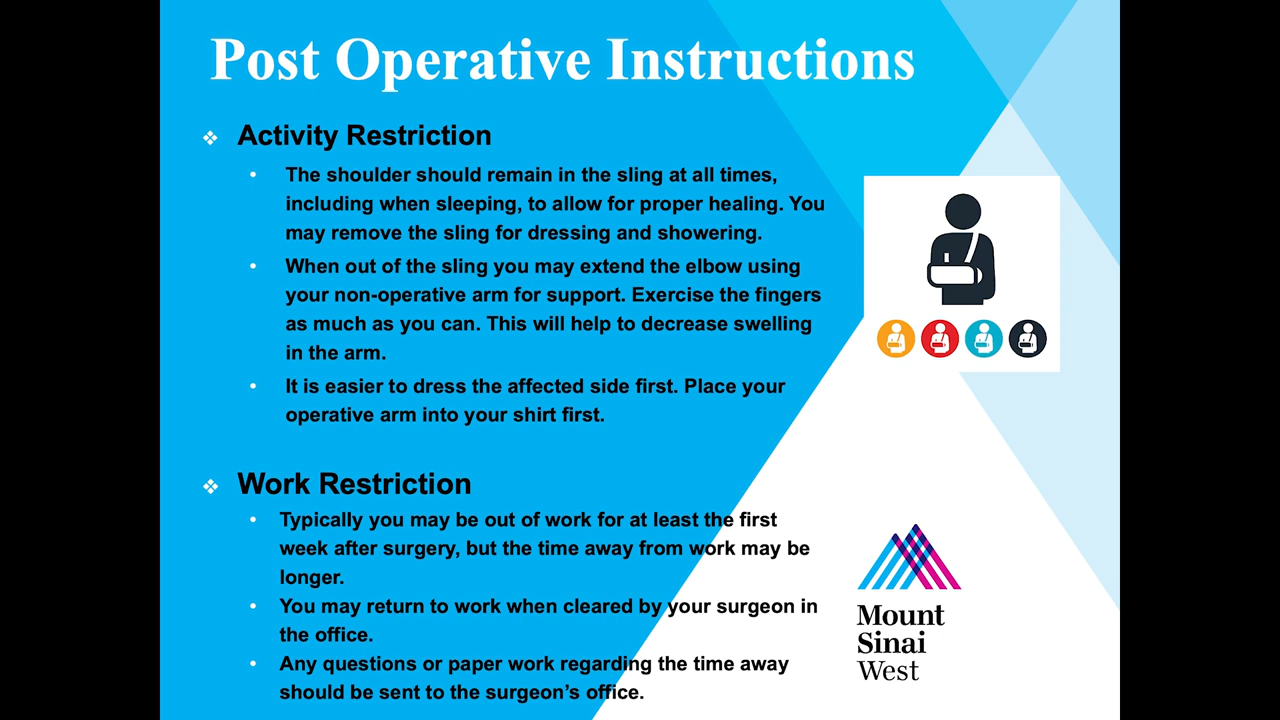 Post Operative Instructions
❖ Activity Restriction
• The shoulder should remain in the sling at all times,
including when sleeping, to allow for proper healing. You
may remove the sling for dressing and showering.
• When out of the sling you may extend the elbow using
your non-operative arm for support. Exercise the fingers
as much as you can. This will help to decrease swelling
in the arm.
• It is easier to dress the affected side first. Place your
operative arm into your shirt first.
❖ Work Restriction
• Typically you may be out of work for at least the first
week after surgery, but the time away from work may be
longer.
• You may return to work when cleared by your surgeon in
the office.
• Any questions or paper work regarding the time away
should be sent to the surgeon’s office.
Mount
Sinai
West